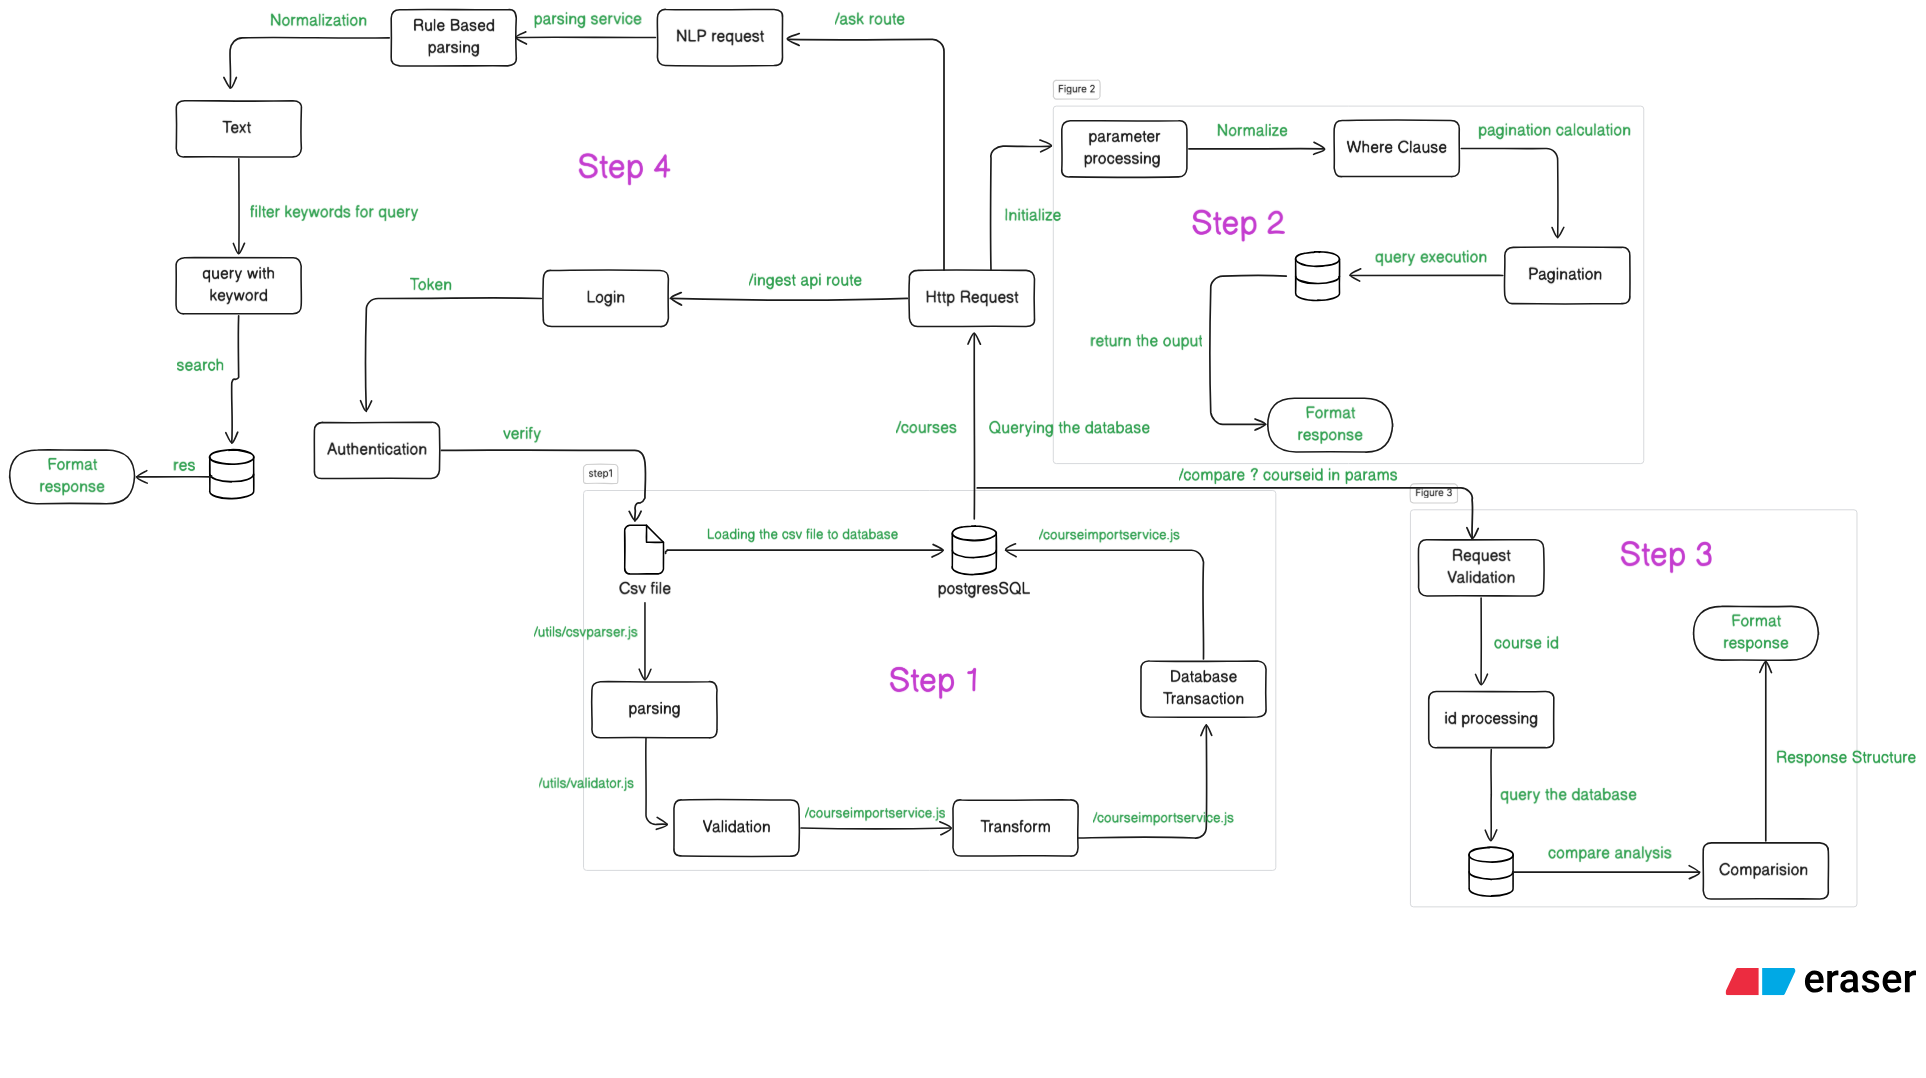 Normalization
Rule Based
parsing
parsing service
NLP request
/ask route
Text
Step 4
filter keywords for query
query with
keyword
search
Format
response
res
Token
Login
/ingest api route
Http Request
Initialize
Authentication
verify
/courses
Querying the database
Figure 2
parameter
processing
Normalize
Where Clause
pagination calculation
Step 2
query execution
Pagination
return the ouput
Format
response
/compare ? courseid in params
step1
Csv file
Loading the csv file to database
postgresSQL
/courseimportservice.js
/utils/csvparser.js
parsing
Step 1
Database
Transaction
/utils/validator.js
Validation
/courseimportservice.js
Transform
/courseimportservice.js
Figure 3
Request
Validation
Step 3
course id
Format
response
id processing
Response Structure
query the database
compare analysis
Comparision
eraser